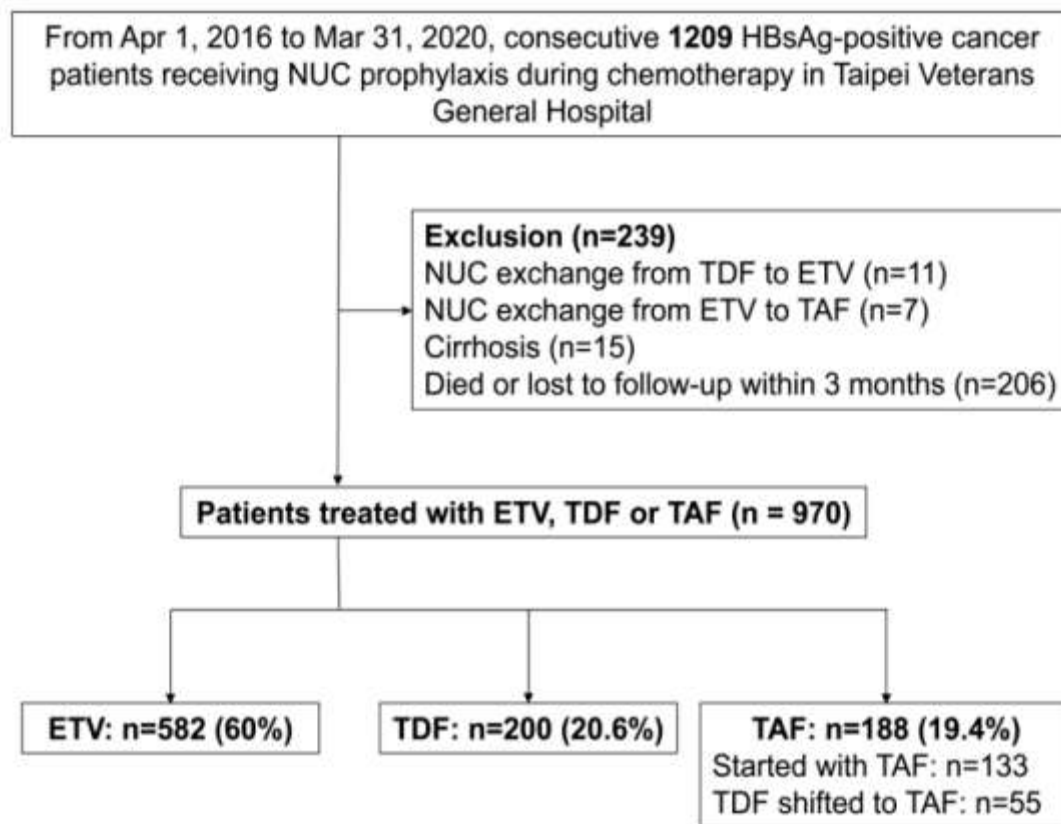 From Apr 1, 2016 to Mar 31, 2020, consecutive 1209 HBsAg-positive cancer
patients receiving NUC prophylaxis during chemotherapy in Taipei Veterans
General Hospital
Exclusion (n=239)
NUC exchange from TDF to ETV (n=11)
NUC exchange from ETV to TAF (n=7)
Cirrhosis (n=15)
Died or lost to follow-up within 3 months (n=206)
Patients treated with ETV, TDF or TAF (n = 970)
ETV: n=582 (60%)
TDF: n=200 (20.6%)
TAF: n=188 (19.4%)
Started with TAF: n=133
TDF shifted to TAF: n=55